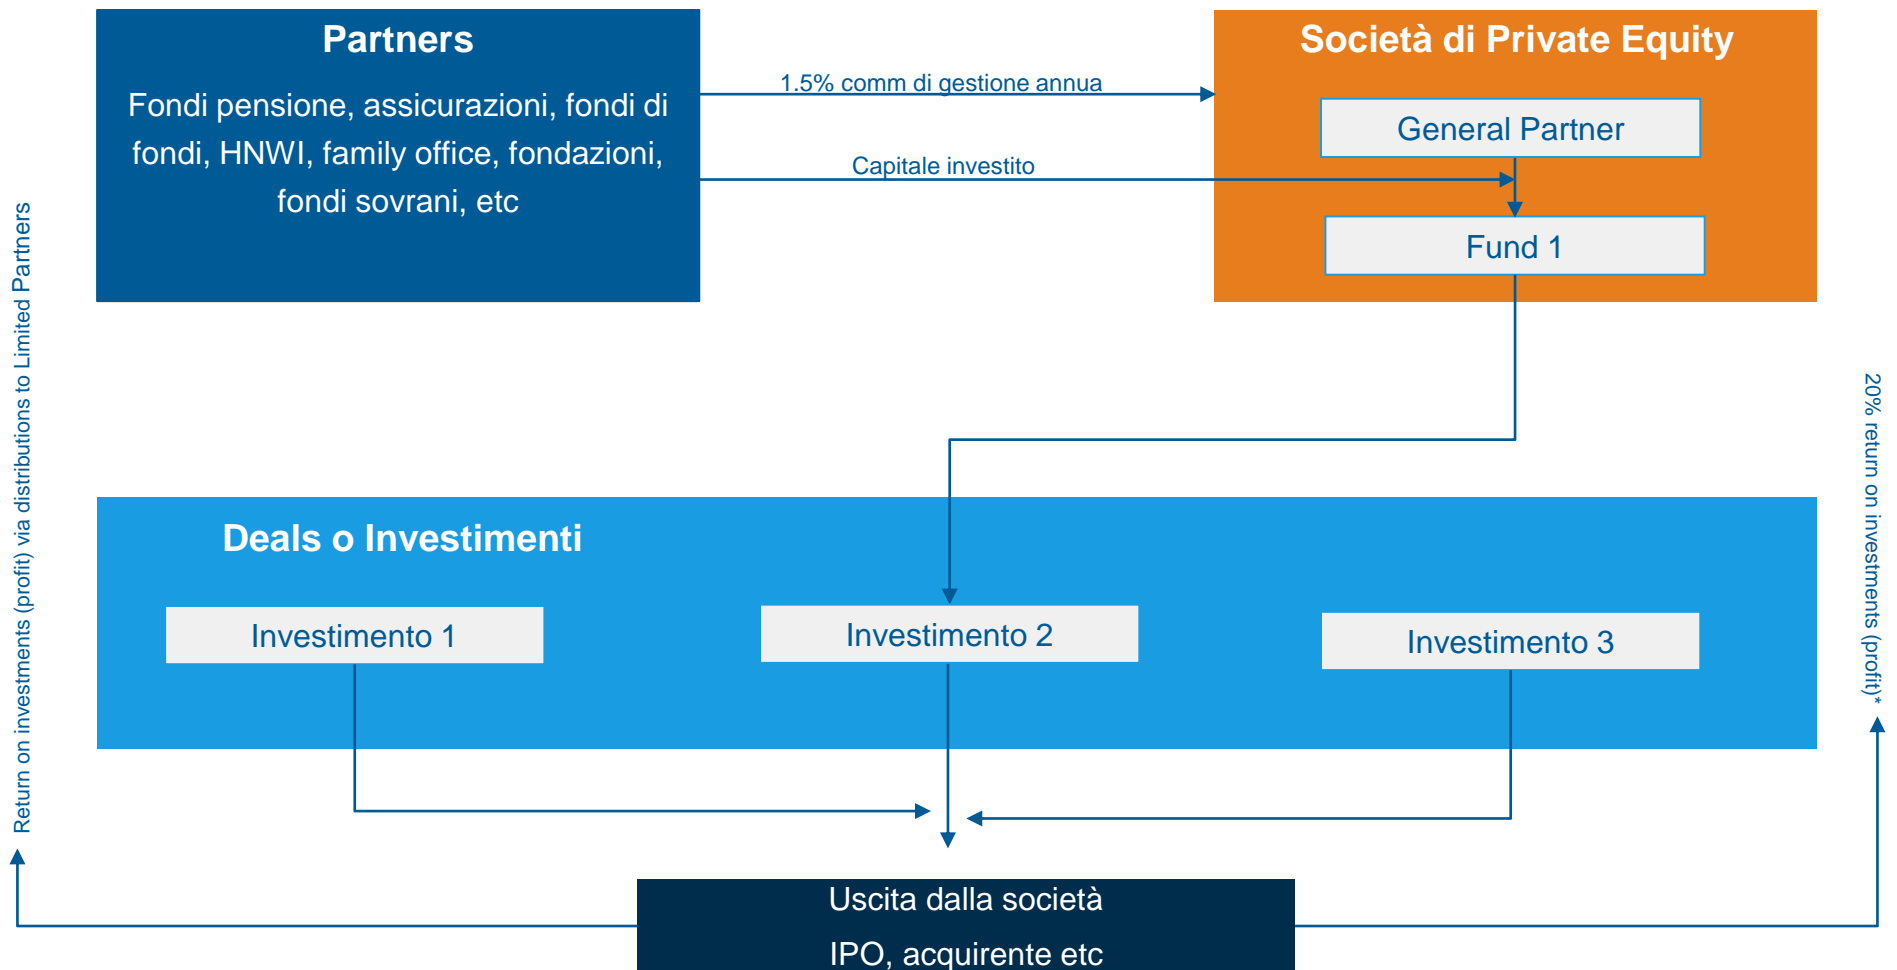 Partners
Fondi pensione, assicurazioni, fondi di
fondi, HNWI, family office, fondazioni,
fondi sovrani, etc
1.5% comm di gestione annua
Capitale investito
Società di Private Equity
General Partner
Fund 1
Return on investments (profit) via distributions to Limited Partners
20% return on investments (profit)*
Deals o Investimenti
Investimento 1
Investimento 2
Investimento 3
Uscita dalla società
IPO, acquirente etc